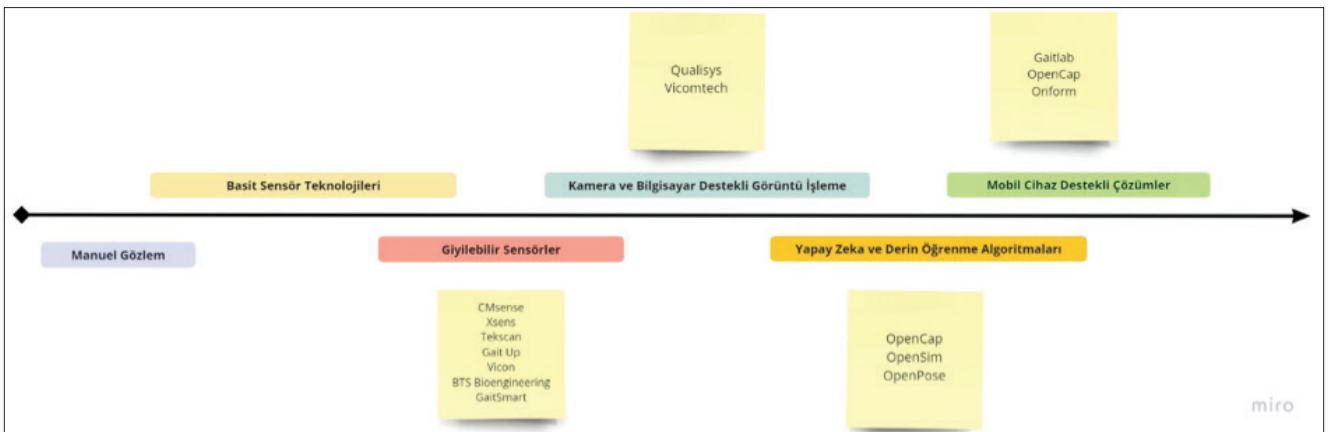 Qualisys
Vicomtech
Gaitlab
OpenCap
Onform
Basit Sensör Teknolojileri
Kamera ve Bilgisayar Destekli Görüntü İşleme
Mobil Cihaz Destekli Çözümler
Manuel Gözlem
Giyilebilir Sensörler
Yapay Zeka ve Derin Öğrenme Algoritmaları
CMsense
Xsens
Tekscan
Gait Up
Vicon
BTS Bioengineering
GaitSmart
OpenCap
OpenSim
OpenPose
miro